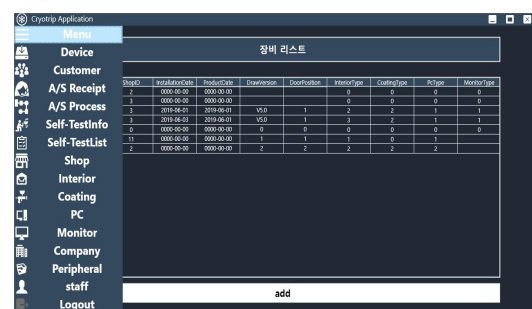 Cryotrip Application
Menu
Device
Customer
A/S Receipt
A/S Process
Self-TestInfo
Self-TestList
Shop
Interior
Coating
PC
Monitor
Company
Peripheral
staff
Logout
장비 리스트
ShopID InstallationDate ProductDate DrawVersion DoorPosition InteriorType CoatingType PcType MonitorType
2 0000-00-00 0000-00-00 0 0 0 0
3 0000-00-00 0000-00-00 0 0 0 0
3 2019-06-01 2019-06-01 V5.0 1 2 2 1 1
3 2019-06-03 2019-06-01 V5.0 1 3 2 1 1
0 0000-00-00 0000-00-00 0 0 0 0 0 0
11 0000-00-00 0000-00-00 1 1 1 0 1
2 0000-00-00 0000-00-00 2 2 2 2 2
add